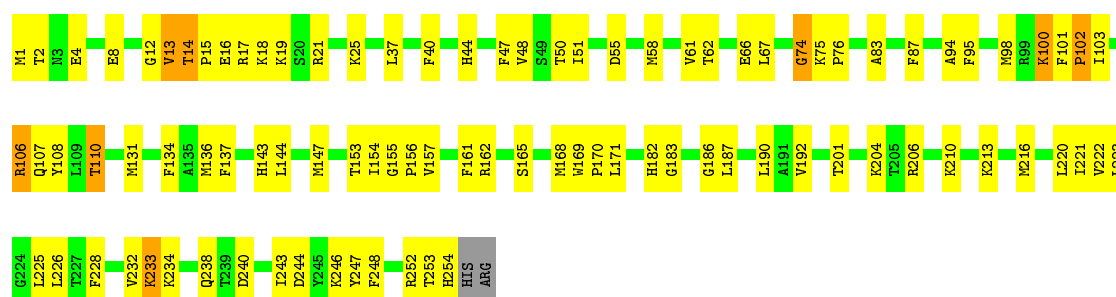 M1 T2 N3 E4 E8 G12 V13 T14 P15 E16 R17 K18 K19 S20 R21 K25 L37 F40 H44 F47 V48 S49 T50 I51 D55 M58 V61 T62 E66 L67 G74 K75 P76 A83 F87 A94 F95 M98 R99 K100 F101 P102 I103
R106 Q107 Y108 L109 T110 M131 F134 A135 M136 F137 H143 L144 M147 T153 I154 G155 P156 V157 F161 R162 S165 M168 W169 P170 L171 H182 G183 G186 L187 L190 A191 V192 T201 K204 T205 R206 K210 K213 M216 L220 I221 V222
G224 L225 L226 T227 F228 V232 K233 K234 Q238 T239 D240 I243 D244 Y245 K246 Y247 F248 R252 T253 H254 HIS ARG